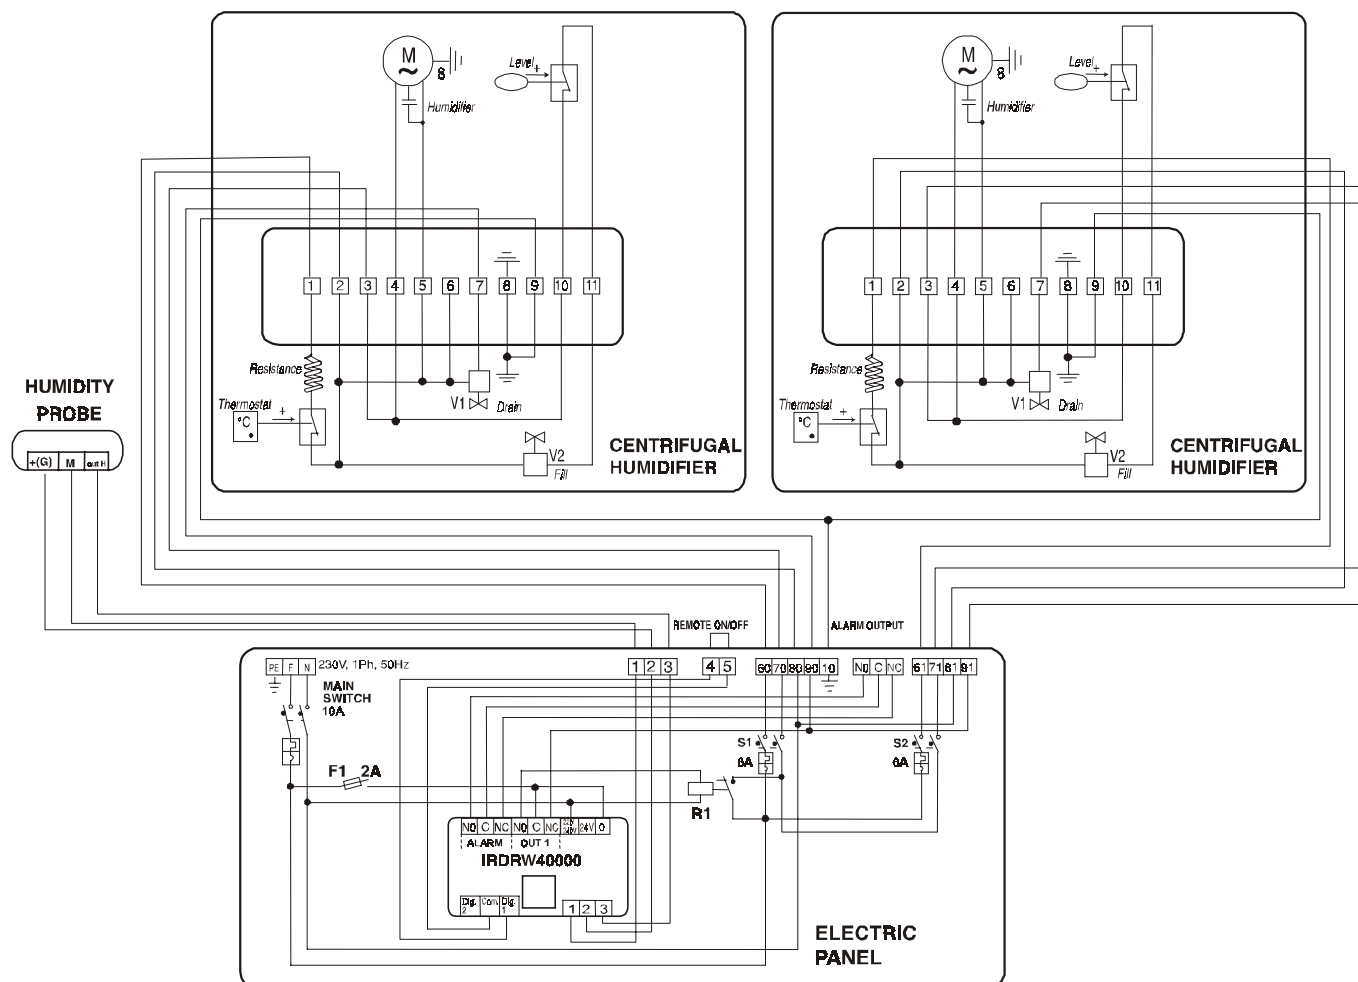 M
8
Level +
Humidifier
1 2 3 4 5 6 7 8 9 10 11
Resistance
Thermostat +
°C
V1
Drain
V2
Fill
CENTRIFUGAL
HUMIDIFIER
M
8
Level +
Humidifier
1 2 3 4 5 6 7 8 9 10 11
Resistance
Thermostat +
°C
V1
Drain
V2
Fill
CENTRIFUGAL
HUMIDIFIER
HUMIDITY
PROBE
+(G) M out H
REMOTE ON/OFF
ALARM OUTPUT
PE F N 230V, 1Ph, 50Hz
1 2 3
4 5
60 70 80 90 10
NO C NC
61 71 81 91
MAIN
SWITCH
10A
S1
6A
S2
6A
F1 2A
R1
NO C NC NO C NC 24V 0
ALARM OUT 1
IRDRW40000
Dig. 2 Com. Dig. 1
1 2 3
ELECTRIC
PANEL